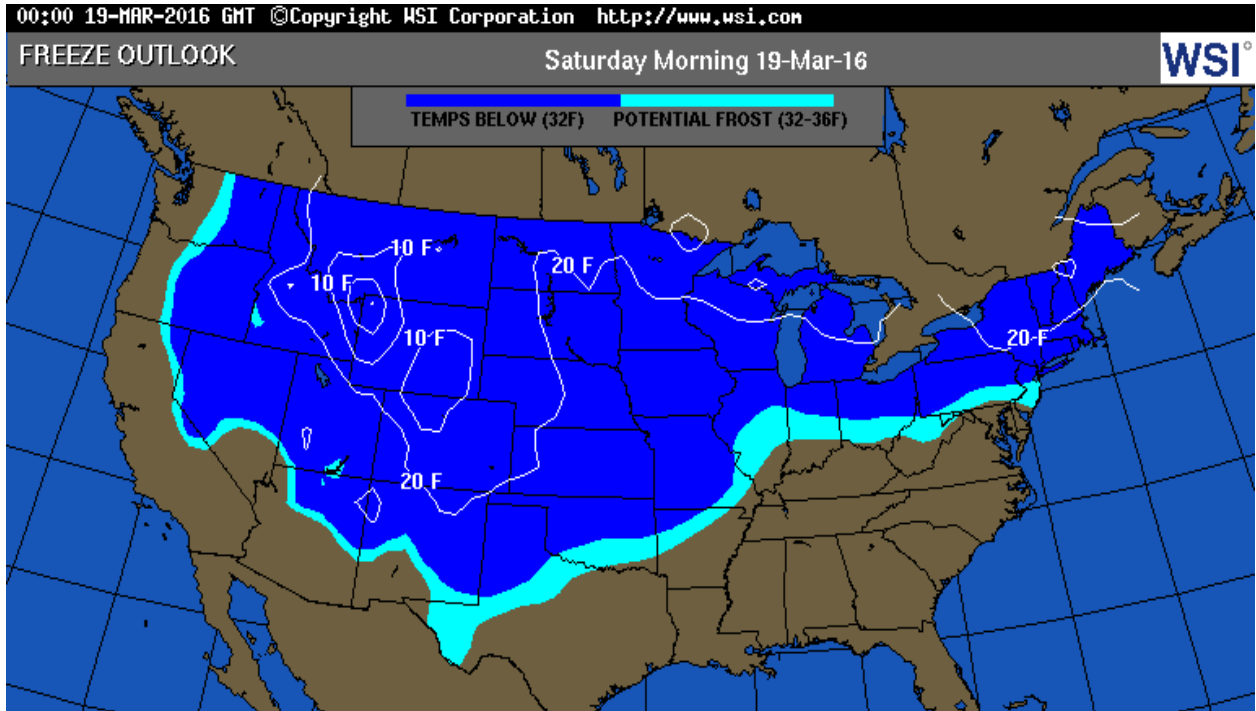 00:00 19-MAR-2016 GMT ©Copyright WSI Corporation http://www.wsi.com
FREEZE OUTLOOK
Saturday Morning 19-Mar-16
WSI
TEMPS BELOW (32F) POTENTIAL FROST (32-36F)
10 F
20 F
10 F
10 F
20 F
20 F